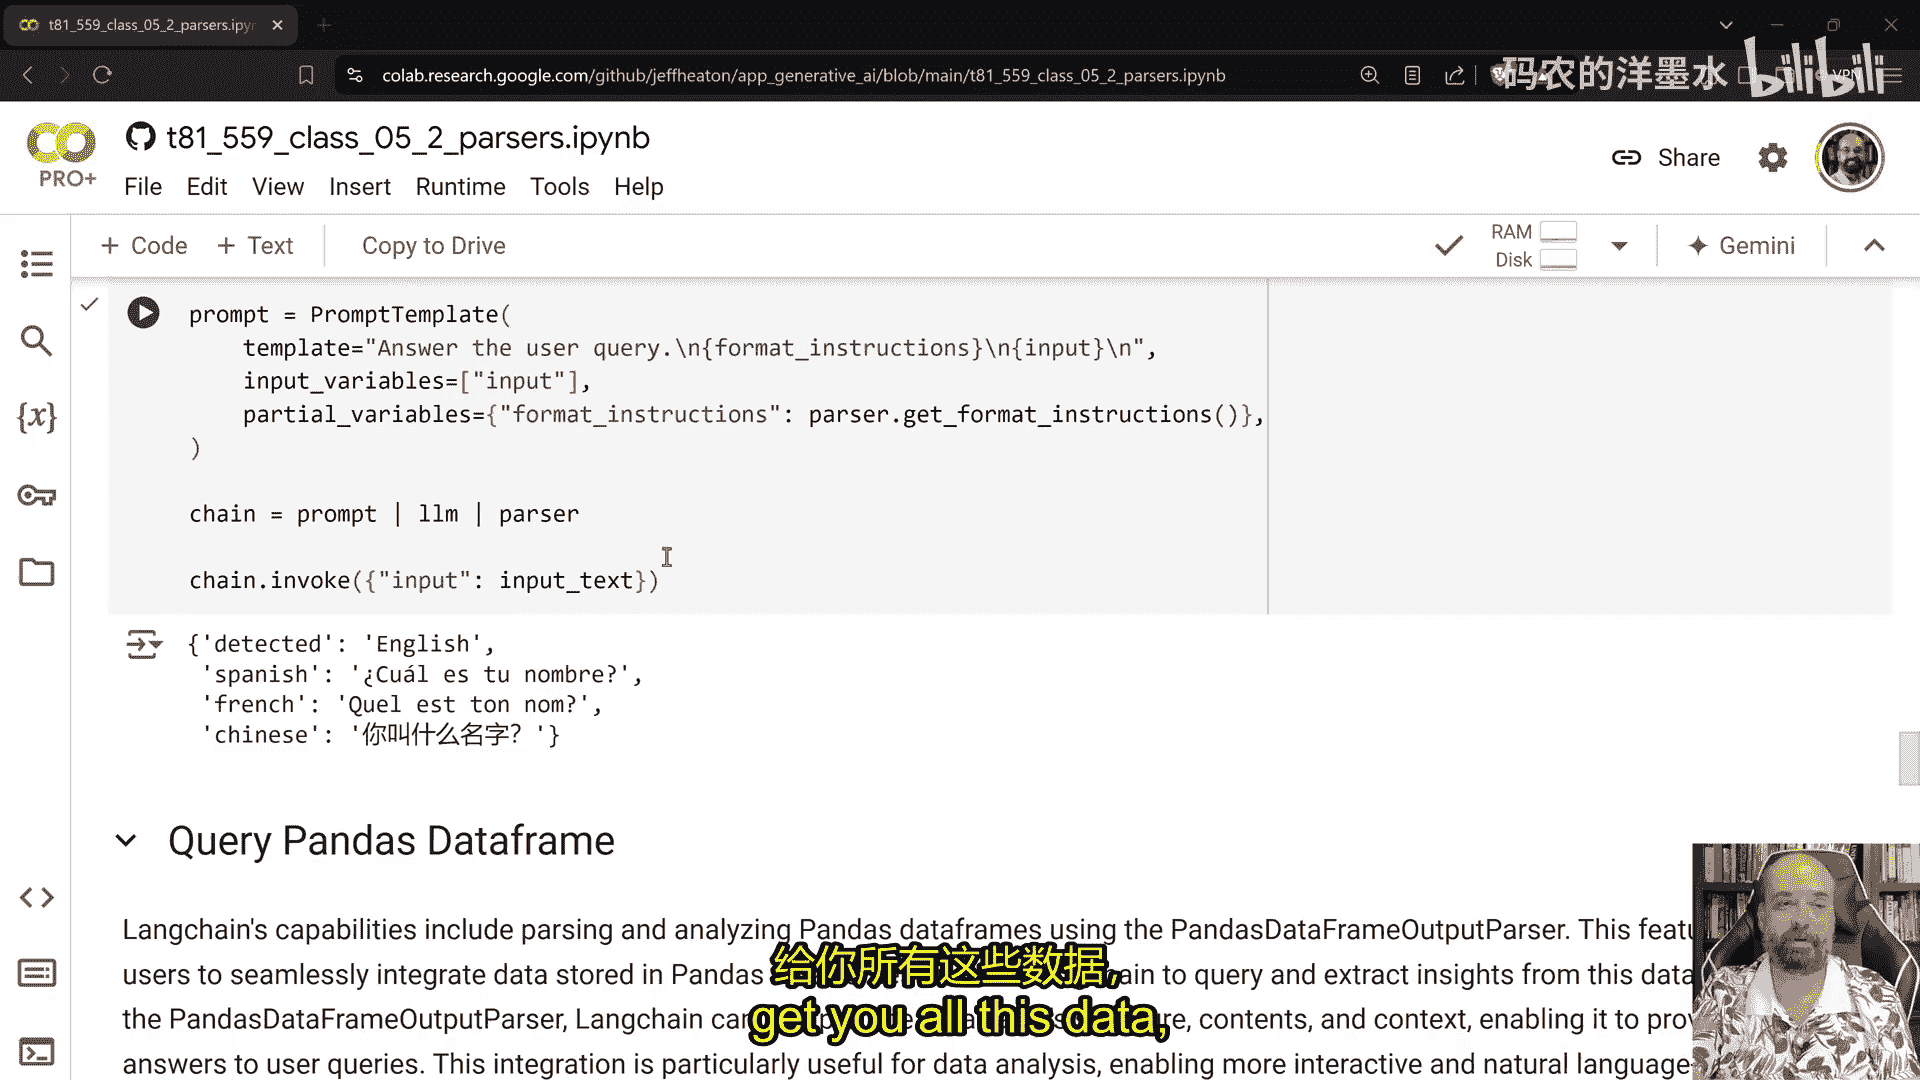 t81_559_class_05_2_parsers.ipyn
colab.research.google.com/github/jeffheaton/app_generative_ai/blob/main/t81_559_class_05_2_parsers.ipynb
码农的洋墨水 bilibili
VPN
CO
PRO+
t81_559_class_05_2_parsers.ipynb
File Edit View Insert Runtime Tools Help
Share
+ Code + Text Copy to Drive
RAM
Disk
Gemini
prompt = PromptTemplate(
template="Answer the user query.\n{format_instructions}\n{input}\n",
input_variables=["input"],
partial_variables={"format_instructions": parser.get_format_instructions()},
)
chain = prompt | llm | parser
chain.invoke({"input": input_text})
{'detected': 'English',
'spanish': '¿Cuál es tu nombre?',
'french': 'Quel est ton nom?',
'chinese': '你叫什么名字？'}
Query Pandas Dataframe
Langchain's capabilities include parsing and analyzing Pandas dataframes using the PandasDataFrameOutputParser. This featu
users to seamlessly integrate data stored in Pandas ain to query and extract insights from this data
the PandasDataFrameOutputParser, Langchain can re, contents, and context, enabling it to prov
answers to user queries. This integration is particularly useful for data analysis, enabling more interactive and natural language-
给你所有这些数据,
get you all this data,
{x}